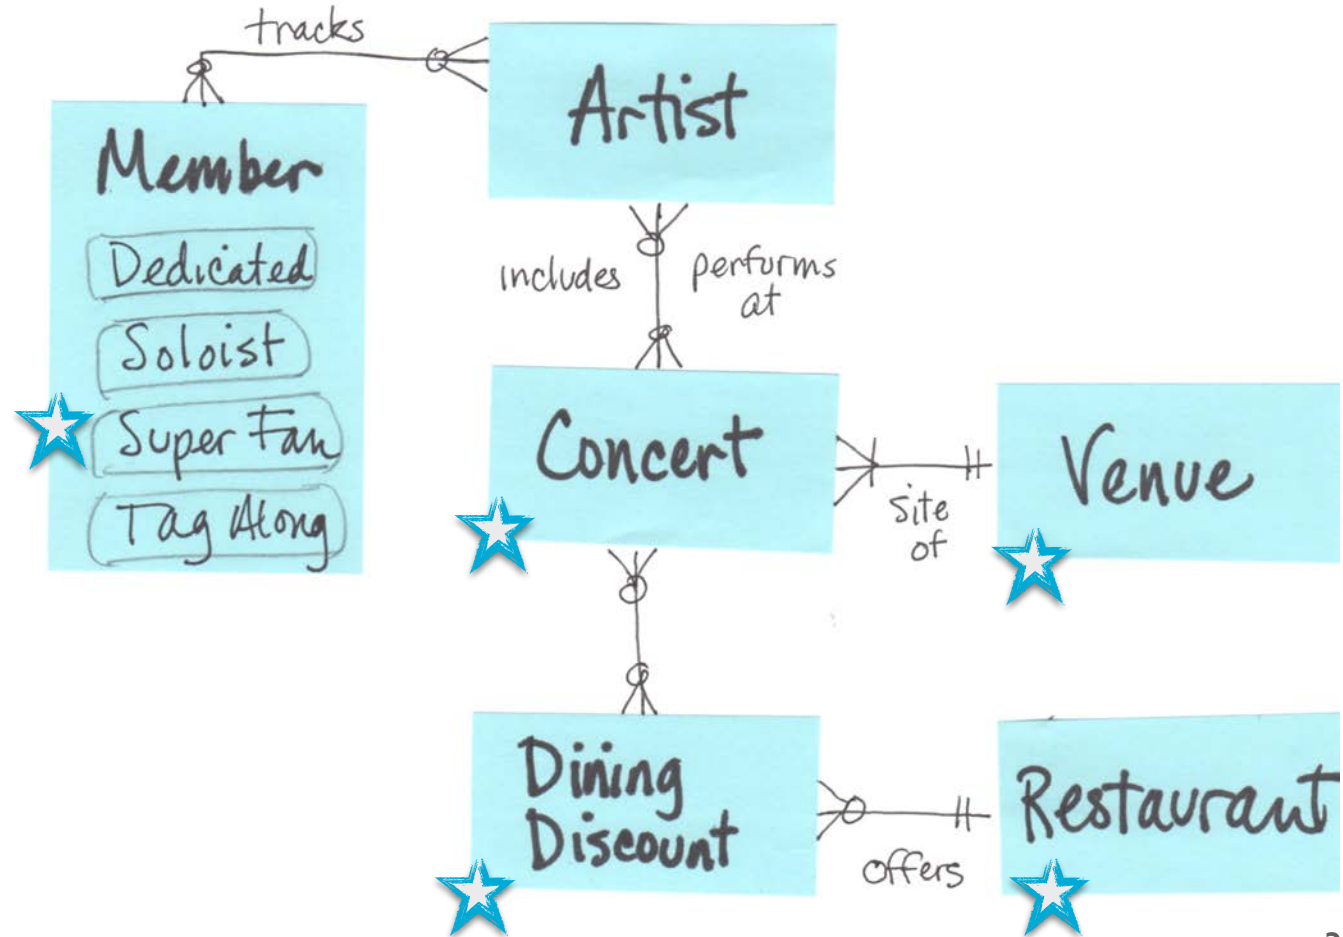 tracks
Artist
Member
Dedicated
Soloist
Super Fan
Tag Along
includes
performs
at
Concert
Venue
site
of
Dining
Discount
Restaurant
offers